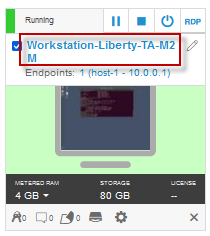 Running
RDP
Workstation-Liberty-TA-M2
M
Endpoints: 1 (host-1 - 10.0.0.1)
METERED RAM
STORAGE
LICENSE
4 GB
80 GB
--
0
0
0